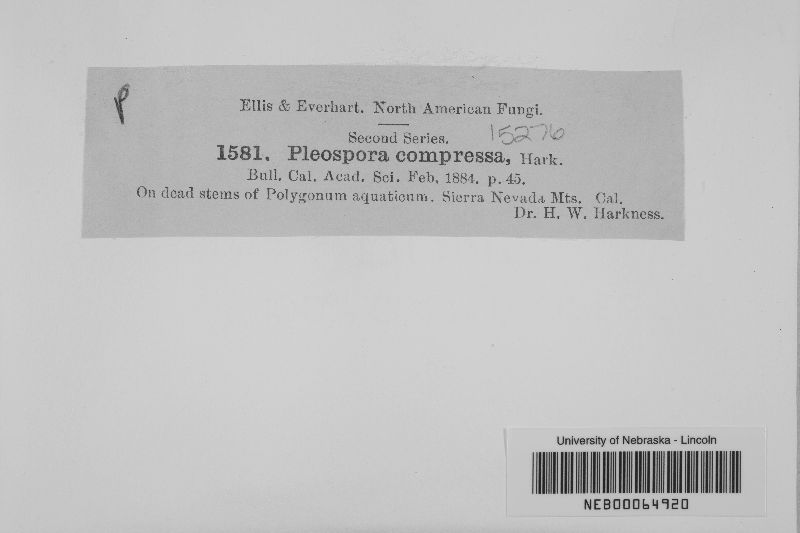 P
Ellis & Everhart. North American Fungi.
Second Series. 15276
1581. Pleospora compressa, Hark.
Bull. Cal. Acad. Sci. Feb. 1884. p. 45.
On dead stems of Polygonum aquaticum. Sierra Nevada Mts. Cal.
Dr. H. W. Harkness.
University of Nebraska - Lincoln
NEB00064920